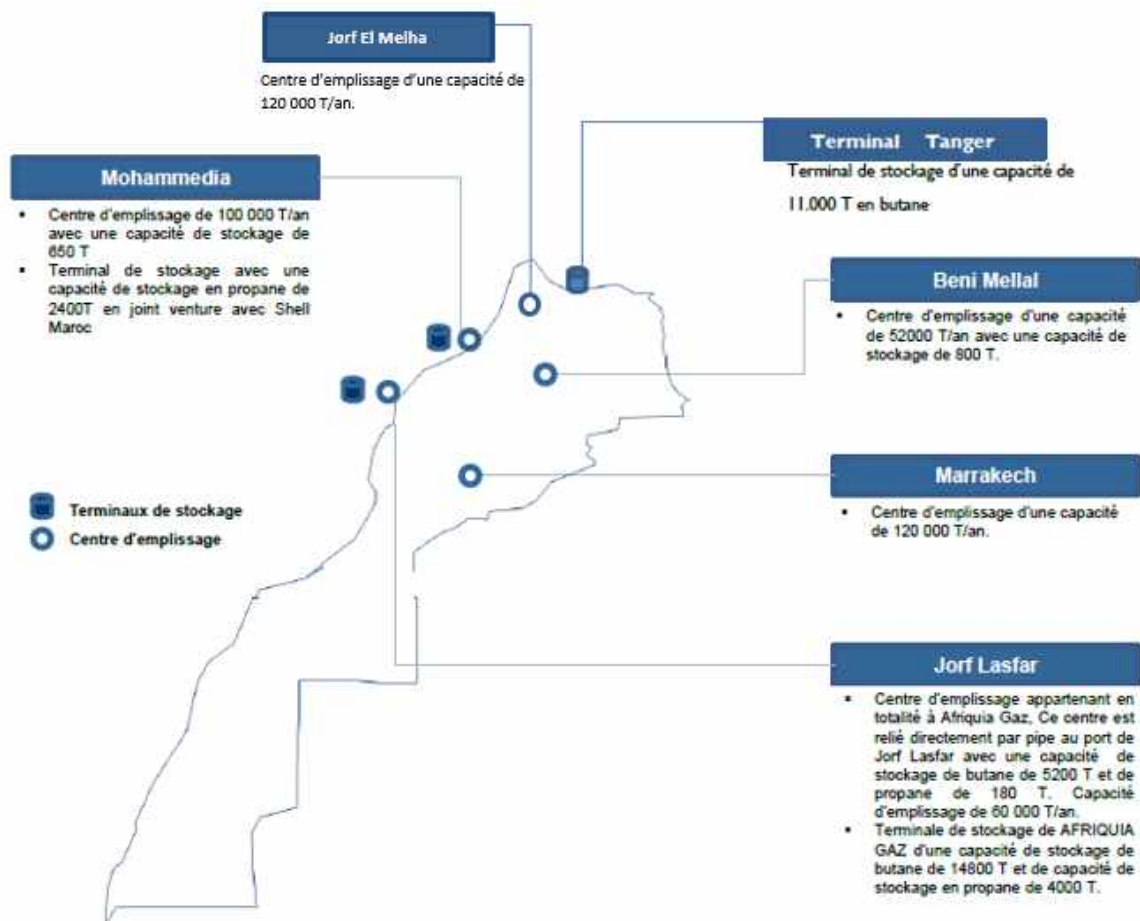 Jorf El Melha
Centre d'emplissage d'une capacité de
120 000 T/an.
Terminal Tanger
Terminal de stockage d'une capacité de
11.000 T en butane
Mohammedia
▪ Centre d'emplissage de 100 000 T/an
avec une capacité de stockage de
650 T
▪ Terminal de stockage avec une
capacité de stockage en propane de
2400T en joint venture avec Shell
Maroc
Beni Mellal
▪ Centre d'emplissage d'une capacité
de 52000 T/an avec une capacité de
stockage de 800 T.
Marrakech
▪ Centre d'emplissage d'une capacité
de 120 000 T/an.
Terminaux de stockage
Centre d'emplissage
Jorf Lasfar
▪ Centre d'emplissage appartenant en
totalité à Afriquia Gaz, Ce centre est
relié directement par pipe au port de
Jorf Lasfar avec une capacité de
stockage de butane de 5200 T et de
propane de 180 T. Capacité
d'emplissage de 60 000 T/an.
▪ Terminale de stockage de AFRIQUIA
GAZ d'une capacité de stockage de
butane de 14800 T et de capacité de
stockage en propane de 4000 T.